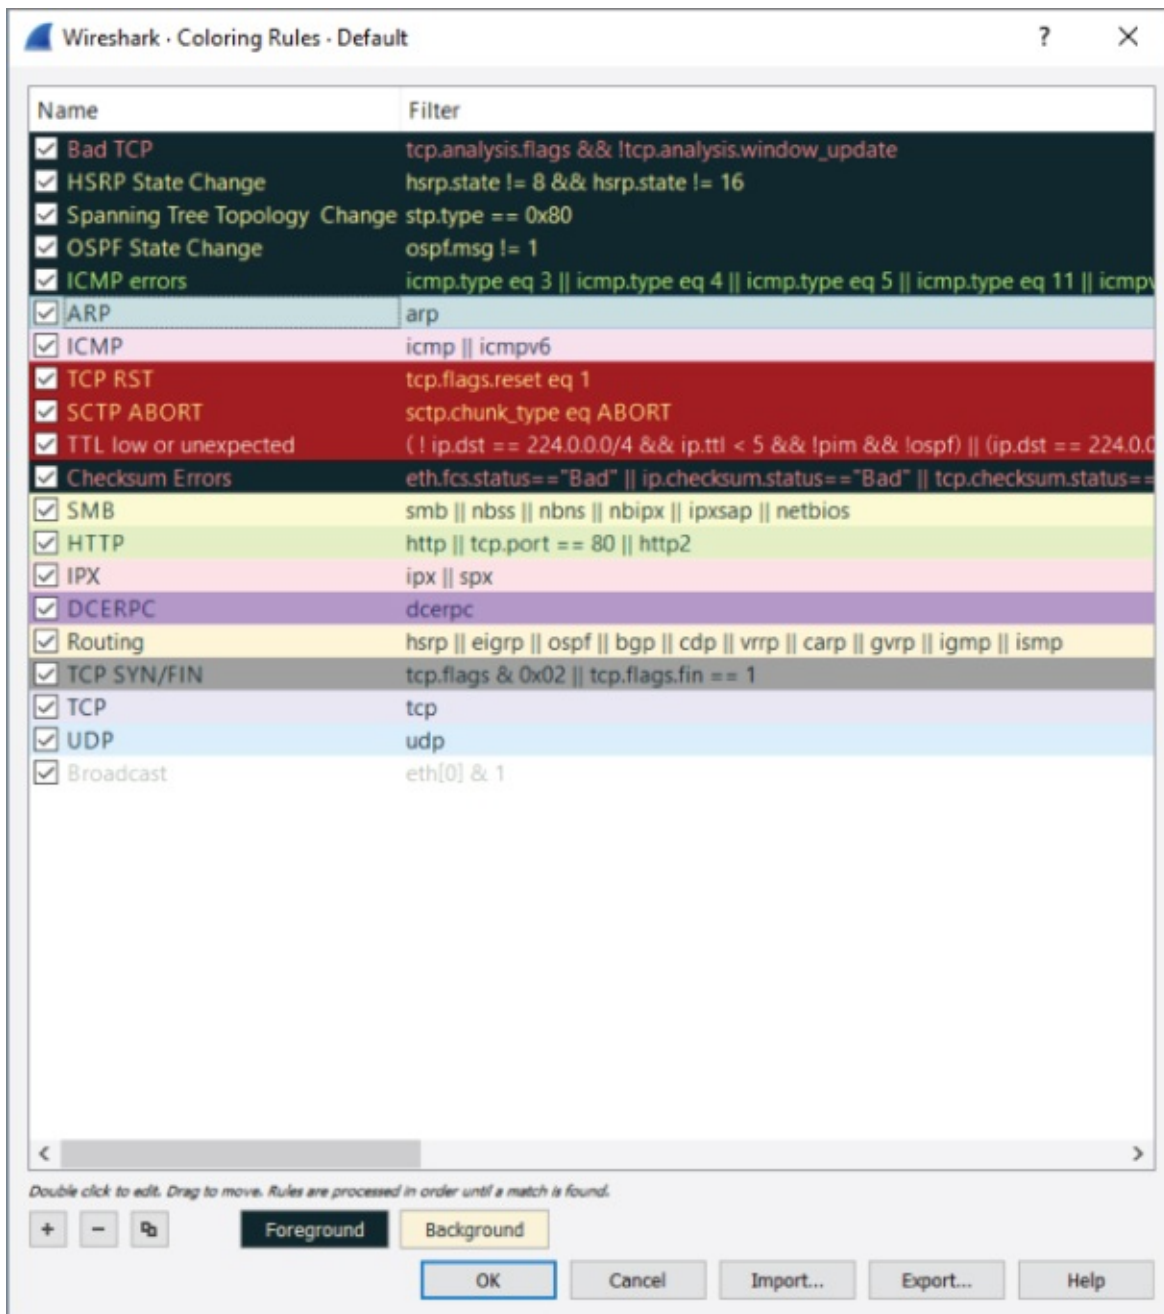 Wireshark · Coloring Rules · Default ?
Name Filter
Bad TCP tcp.analysis.flags && !tcp.analysis.window_update
HSRP State Change hsrp.state != 8 && hsrp.state != 16
Spanning Tree Topology  Change stp.type == 0x80
OSPF State Change ospf.msg != 1
ICMP errors icmp.type eq 3 || icmp.type eq 4 || icmp.type eq 5 || icmp.type eq 11 || icmpv
ARP arp
ICMP icmp || icmpv6
TCP RST tcp.flags.reset eq 1
SCTP ABORT sctp.chunk_type eq ABORT
TTL low or unexpected ( ! ip.dst == 224.0.0.0/4 && ip.ttl < 5 && !pim && !ospf) || (ip.dst == 224.0.0
Checksum Errors eth.fcs.status=="Bad" || ip.checksum.status=="Bad" || tcp.checksum.status==
SMB smb || nbss || nbns || nbipx || ipxsap || netbios
HTTP http || tcp.port == 80 || http2
IPX ipx || spx
DCERPC dcerpc
Routing hsrp || eigrp || ospf || bgp || cdp || vrrp || carp || gvrp || igmp || ismp
TCP SYN/FIN tcp.flags & 0x02 || tcp.flags.fin == 1
TCP tcp
UDP udp
Broadcast eth[0] & 1
Double click to edit. Drag to move. Rules are processed in order until a match is found.
+ − Foreground Background
OK Cancel Import... Export... Help